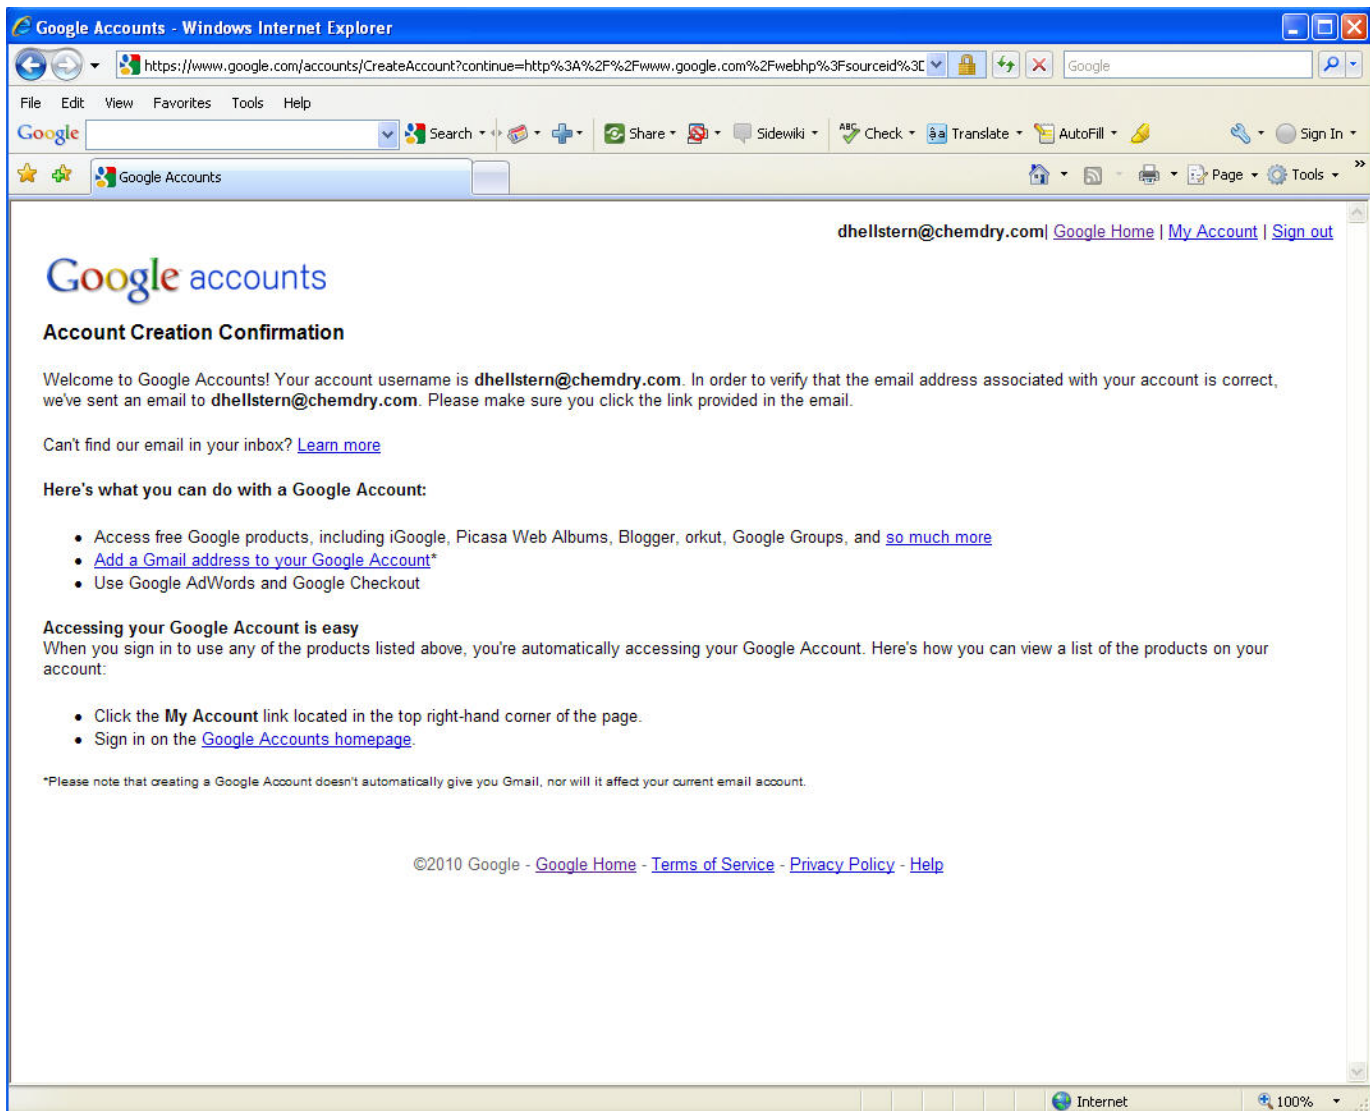 Google Accounts - Windows Internet Explorer
https://www.google.com/accounts/CreateAccount?continue=http%3A%2F%2Fwww.google.com%2Fwebhp%3Fsourceid%3D
Google
File Edit View Favorites Tools Help
Google Search Share Sidewiki ABC Check âa Translate AutoFill Sign In
Google Accounts
Page Tools »
dhellstern@chemdry.com| Google Home | My Account | Sign out
Google accounts
Account Creation Confirmation
Welcome to Google Accounts! Your account username is dhellstern@chemdry.com. In order to verify that the email address associated with your account is correct,
we've sent an email to dhellstern@chemdry.com. Please make sure you click the link provided in the email.
Can't find our email in your inbox? Learn more
Here's what you can do with a Google Account:
• Access free Google products, including iGoogle, Picasa Web Albums, Blogger, orkut, Google Groups, and so much more
• Add a Gmail address to your Google Account*
• Use Google AdWords and Google Checkout
Accessing your Google Account is easy
When you sign in to use any of the products listed above, you're automatically accessing your Google Account. Here's how you can view a list of the products on your
account:
• Click the My Account link located in the top right-hand corner of the page.
• Sign in on the Google Accounts homepage.
*Please note that creating a Google Account doesn't automatically give you Gmail, nor will it affect your current email account.
©2010 Google - Google Home - Terms of Service - Privacy Policy - Help
Internet 100%